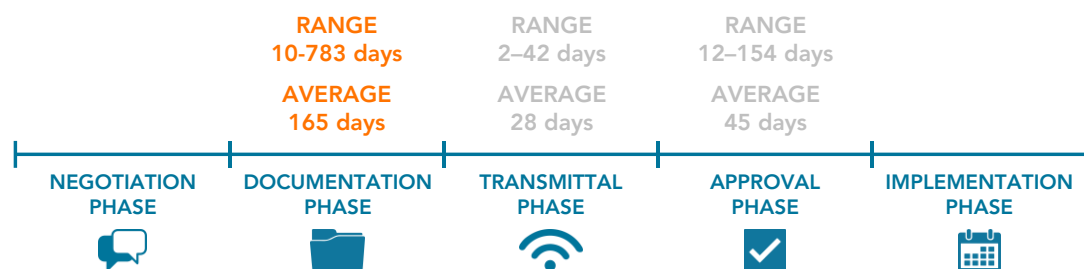 RANGE
10-783 days
AVERAGE
165 days
RANGE
2–42 days
AVERAGE
28 days
RANGE
12–154 days
AVERAGE
45 days
NEGOTIATION
PHASE
DOCUMENTATION
PHASE
TRANSMITTAL
PHASE
APPROVAL
PHASE
IMPLEMENTATION
PHASE